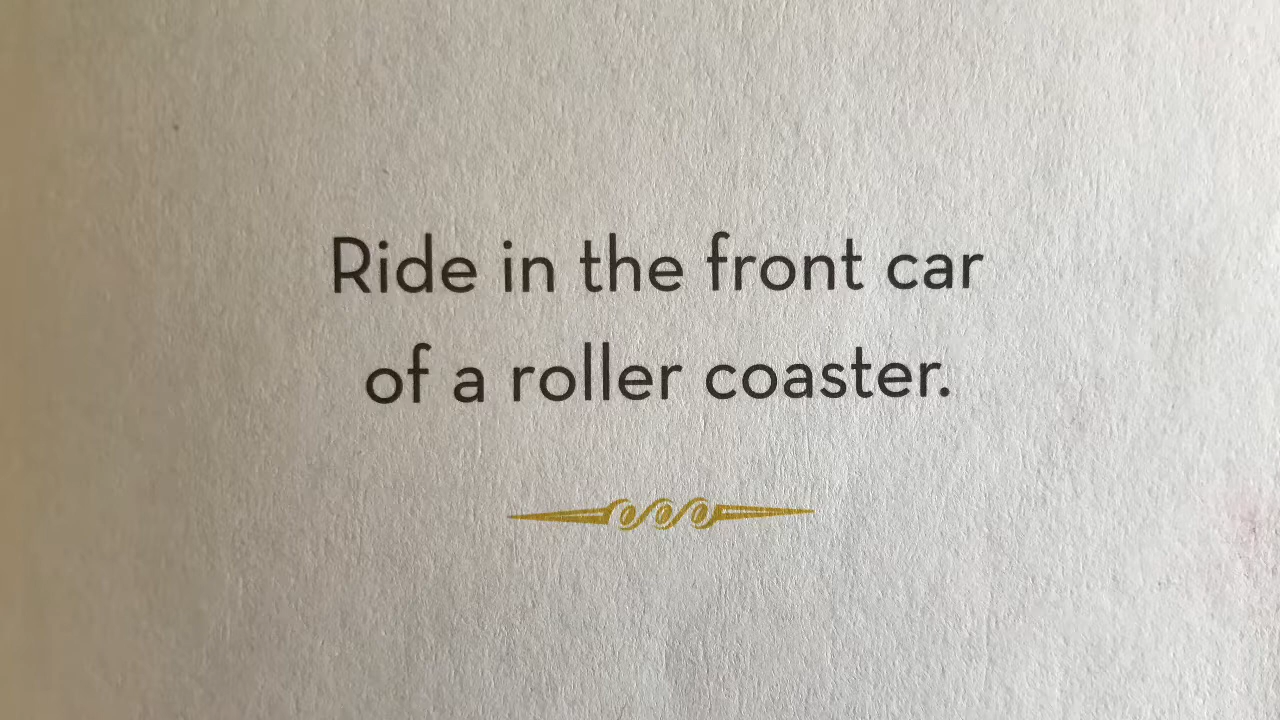 Ride in the front car
of a roller coaster.